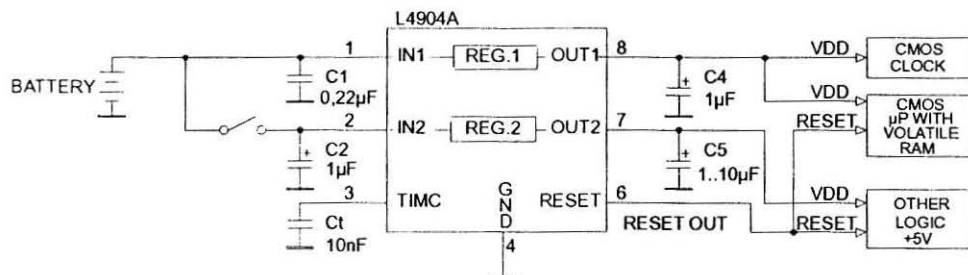 L4904A
1
IN1
REG.1
OUT1
8
VDD
CMOS
CLOCK
BATTERY
C1
0,22µF
+
C4
1µF
VDD
CMOS
µP WITH
VOLATILE
RAM
RESET
2
IN2
REG.2
OUT2
7
+
C2
1µF
+
C5
1..10µF
3
TIMC
GND
RESET
6
VDD
OTHER
LOGIC
+5V
RESET
RESET OUT
Ct
10nF
4